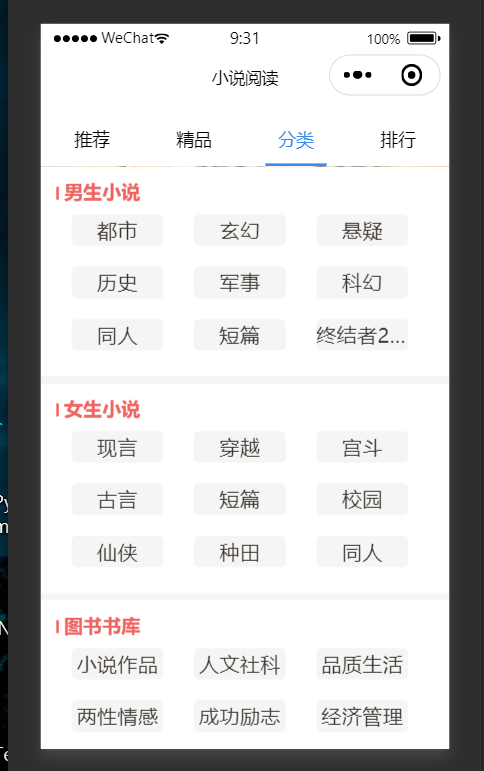 WeChat 9:31 100%
小说阅读
推荐 精品 分类 排行
男生小说
都市 玄幻 悬疑
历史 军事 科幻
同人 短篇 终结者2...
女生小说
现言 穿越 宫斗
古言 短篇 校园
仙侠 种田 同人
图书书库
小说作品 人文社科 品质生活
两性情感 成功励志 经济管理
Py
m
N
Te